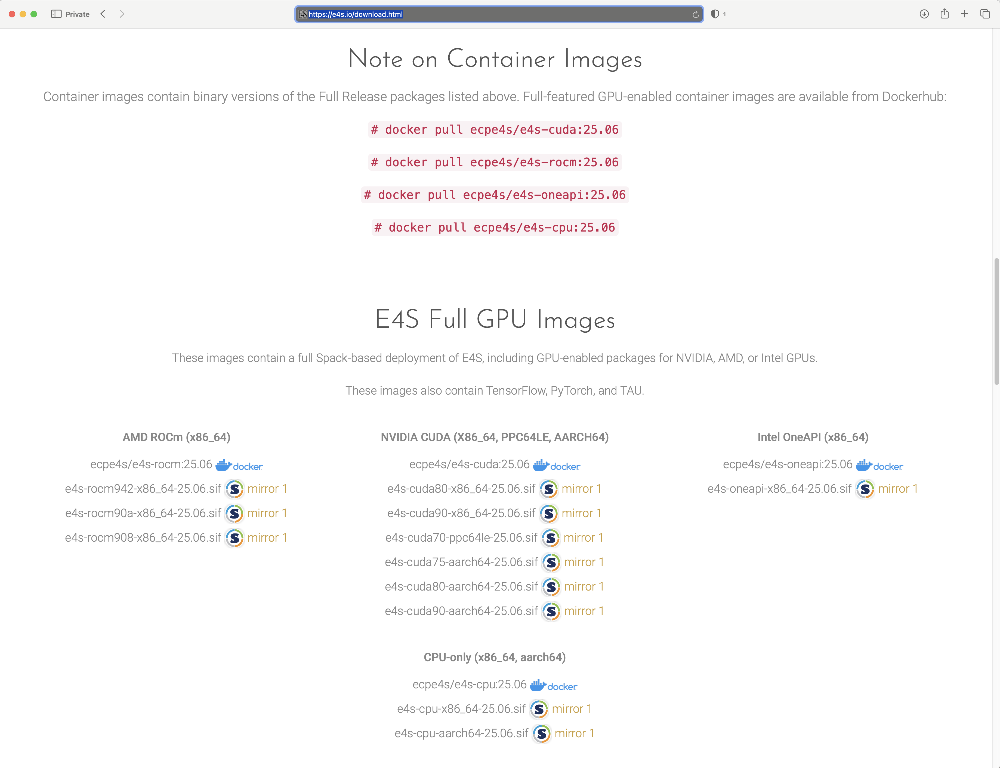 Private
https://e4s.io/download.html
1
Note on Container Images
Container images contain binary versions of the Full Release packages listed above. Full-featured GPU-enabled container images are available from Dockerhub:
# docker pull ecpe4s/e4s-cuda:25.06
# docker pull ecpe4s/e4s-rocm:25.06
# docker pull ecpe4s/e4s-oneapi:25.06
# docker pull ecpe4s/e4s-cpu:25.06
E4S Full GPU Images
These images contain a full Spack-based deployment of E4S, including GPU-enabled packages for NVIDIA, AMD, or Intel GPUs.
These images also contain TensorFlow, PyTorch, and TAU.
AMD ROCm (x86_64)
ecpe4s/e4s-rocm:25.06 docker
e4s-rocm942-x86_64-25.06.sif S mirror 1
e4s-rocm90a-x86_64-25.06.sif S mirror 1
e4s-rocm908-x86_64-25.06.sif S mirror 1
NVIDIA CUDA (X86_64, PPC64LE, AARCH64)
ecpe4s/e4s-cuda:25.06 docker
e4s-cuda80-x86_64-25.06.sif S mirror 1
e4s-cuda90-x86_64-25.06.sif S mirror 1
e4s-cuda70-ppc64le-25.06.sif S mirror 1
e4s-cuda75-aarch64-25.06.sif S mirror 1
e4s-cuda80-aarch64-25.06.sif S mirror 1
e4s-cuda90-aarch64-25.06.sif S mirror 1
Intel OneAPI (x86_64)
ecpe4s/e4s-oneapi:25.06 docker
e4s-oneapi-x86_64-25.06.sif S mirror 1
CPU-only (x86_64, aarch64)
ecpe4s/e4s-cpu:25.06 docker
e4s-cpu-x86_64-25.06.sif S mirror 1
e4s-cpu-aarch64-25.06.sif S mirror 1